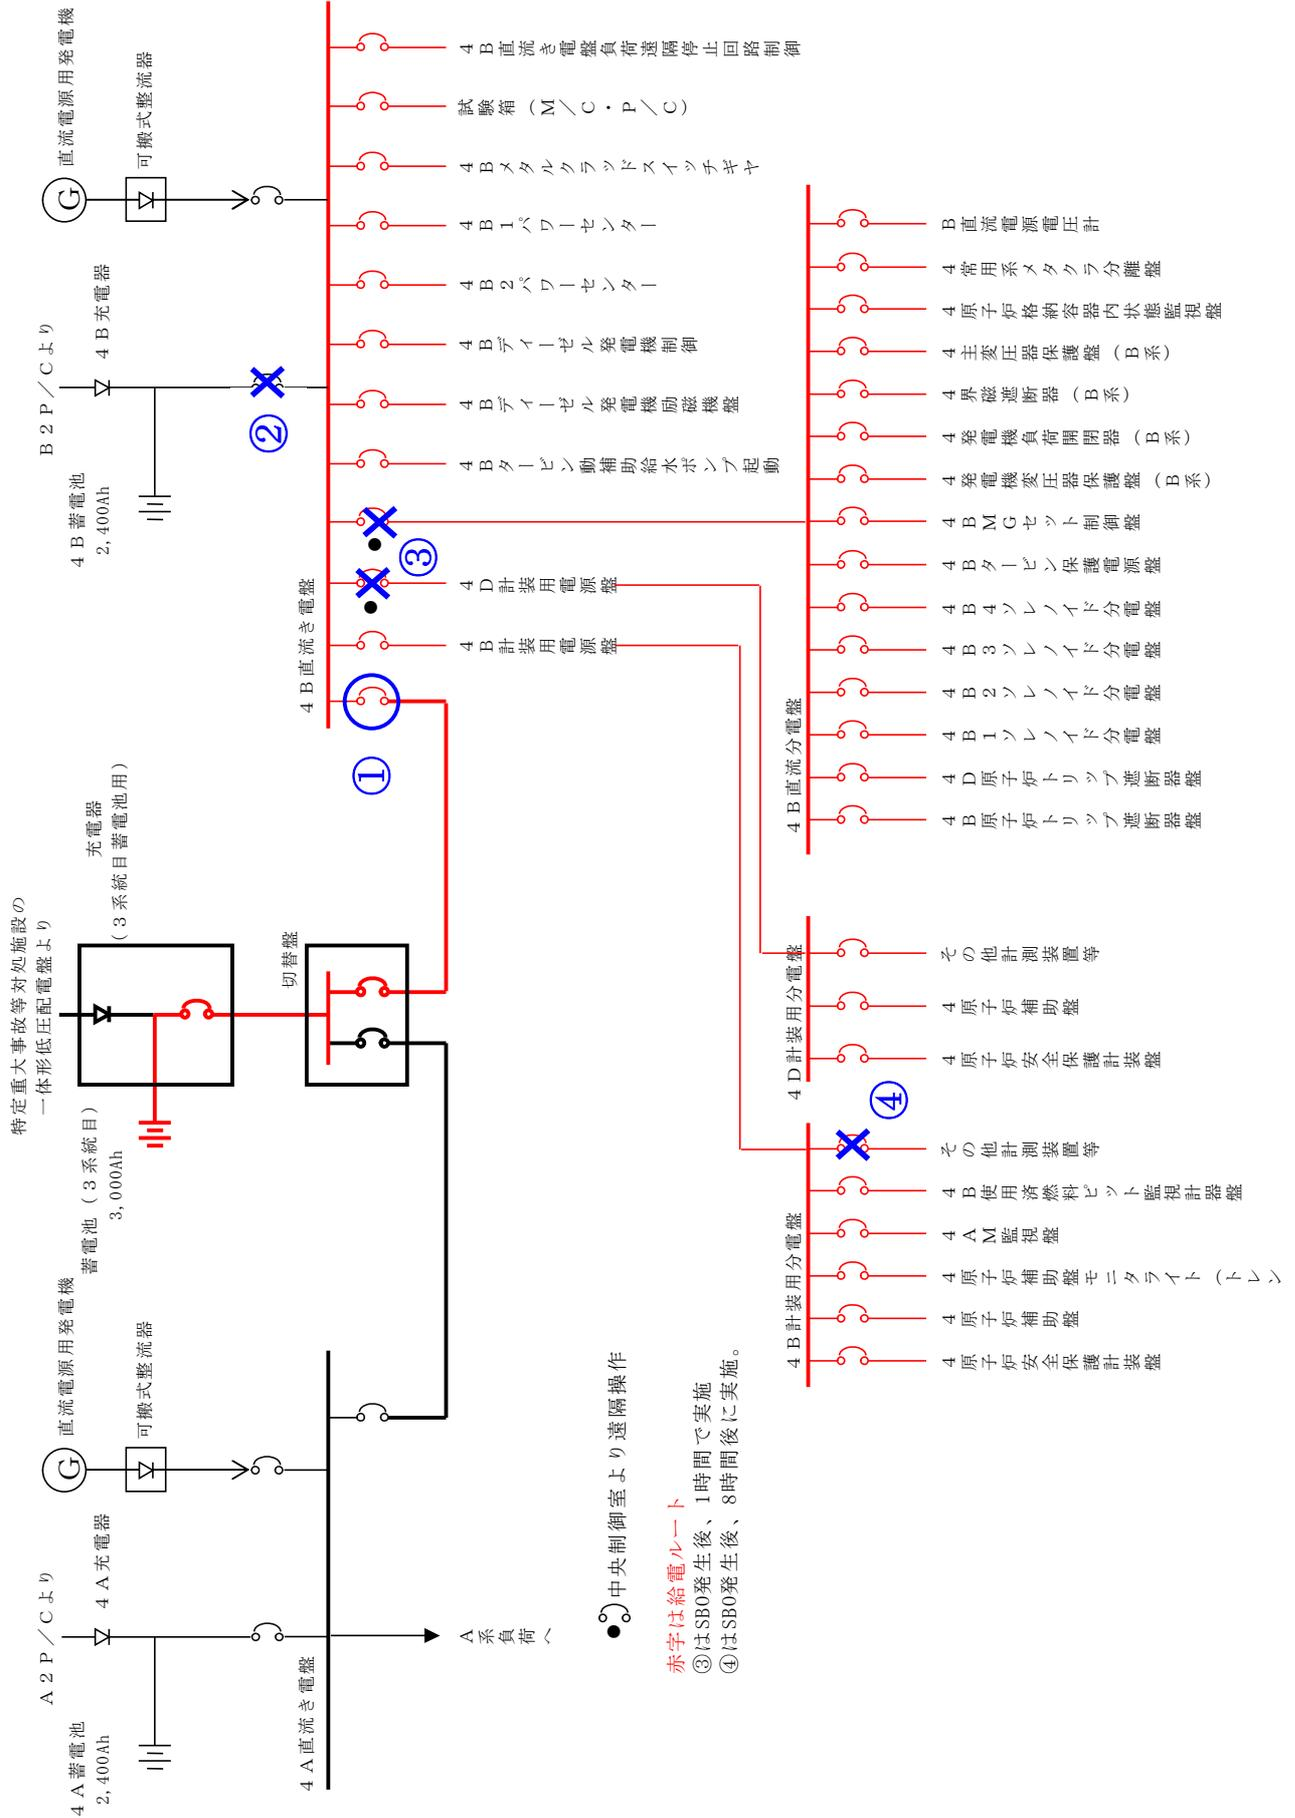 特定重大事故等対処施設の
一体形低圧配電盤より
A2P/Cより
4A充電器
4A蓄電池
2,400Ah
直流電源用発電機
G
可搬式整流器
蓄電池(3系統目)
3,000Ah
充電器
(3系統目蓄電池用)
切替盤
B2P/Cより
4B充電器
4B蓄電池
2,400Ah
②
直流電源用発電機
G
可搬式整流器
4A直流き電盤
A系負荷へ
4B直流き電盤
①
③
4B計装用電源盤
4D計装用電源盤
4Bタービン動補助給水ポンプ起動
4Bディーゼル発電機励磁機盤
4Bディーゼル発電機制御
4B2パワーセンター
4B1パワーセンター
4Bメタルクラッドスイッチギヤ
試験箱(M/C・P/C)
4B直流き電盤負荷遠隔停止回路制御
中央制御室より遠隔操作
赤字は給電ルート
③はSBO発生後、1時間で実施
④はSBO発生後、8時間後に実施。
4B計装用分電盤
4原子炉安全保護計装盤
4原子炉補助盤
4原子炉補助盤モニタライト(トレン
4AM監視盤
4B使用済燃料ピット監視計器盤
その他計測装置等
④
4D計装用分電盤
4原子炉安全保護計装盤
4原子炉補助盤
その他計測装置等
4B直流分電盤
4B原子炉トリップ遮断器盤
4D原子炉トリップ遮断器盤
4B1ソレノイド分電盤
4B2ソレノイド分電盤
4B3ソレノイド分電盤
4B4ソレノイド分電盤
4Bタービン保護電源盤
4BMGセット制御盤
4発電機変圧器保護盤(B系)
4発電機負荷開閉器(B系)
4界磁遮断器(B系)
4主変圧器保護盤(B系)
4原子炉格納容器内状態監視盤
4常用系メタクラ分離盤
B直流電源電圧計